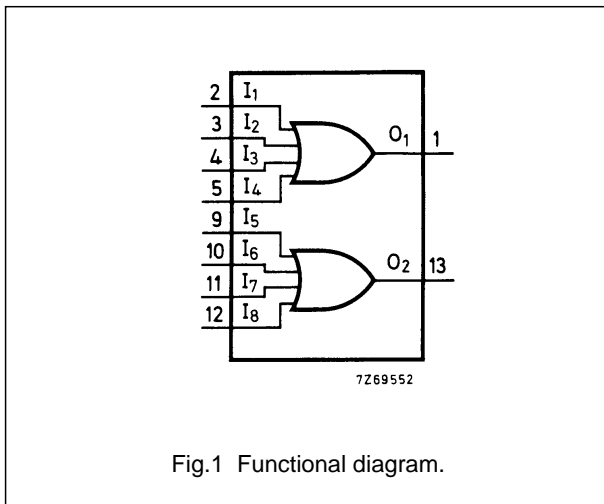 2 I1
3 I2
4 I3
5 I4
O1 1
9 I5
10 I6
11 I7
12 I8
O2 13
7Z69552
Fig.1 Functional diagram.